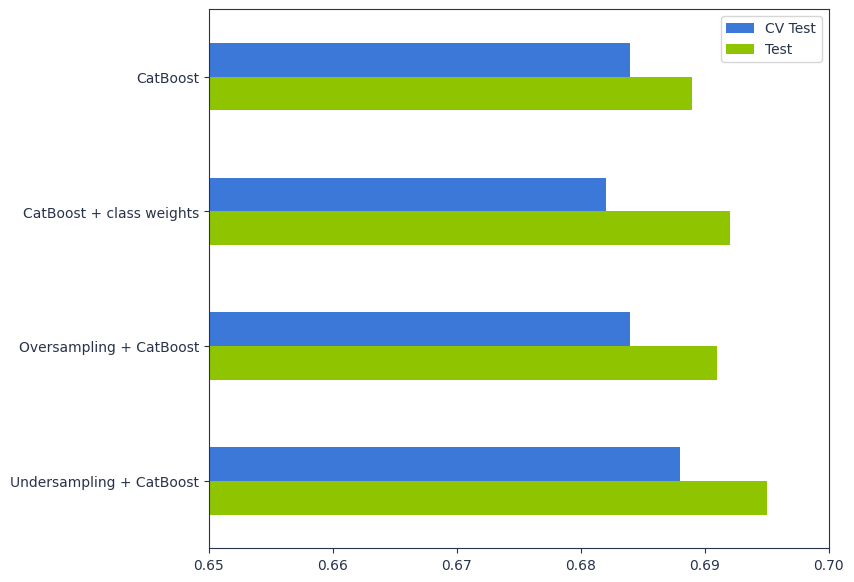 CV Test
Test
CatBoost
CatBoost + class weights
Oversampling + CatBoost
Undersampling + CatBoost
0.65 0.66 0.67 0.68 0.69 0.70